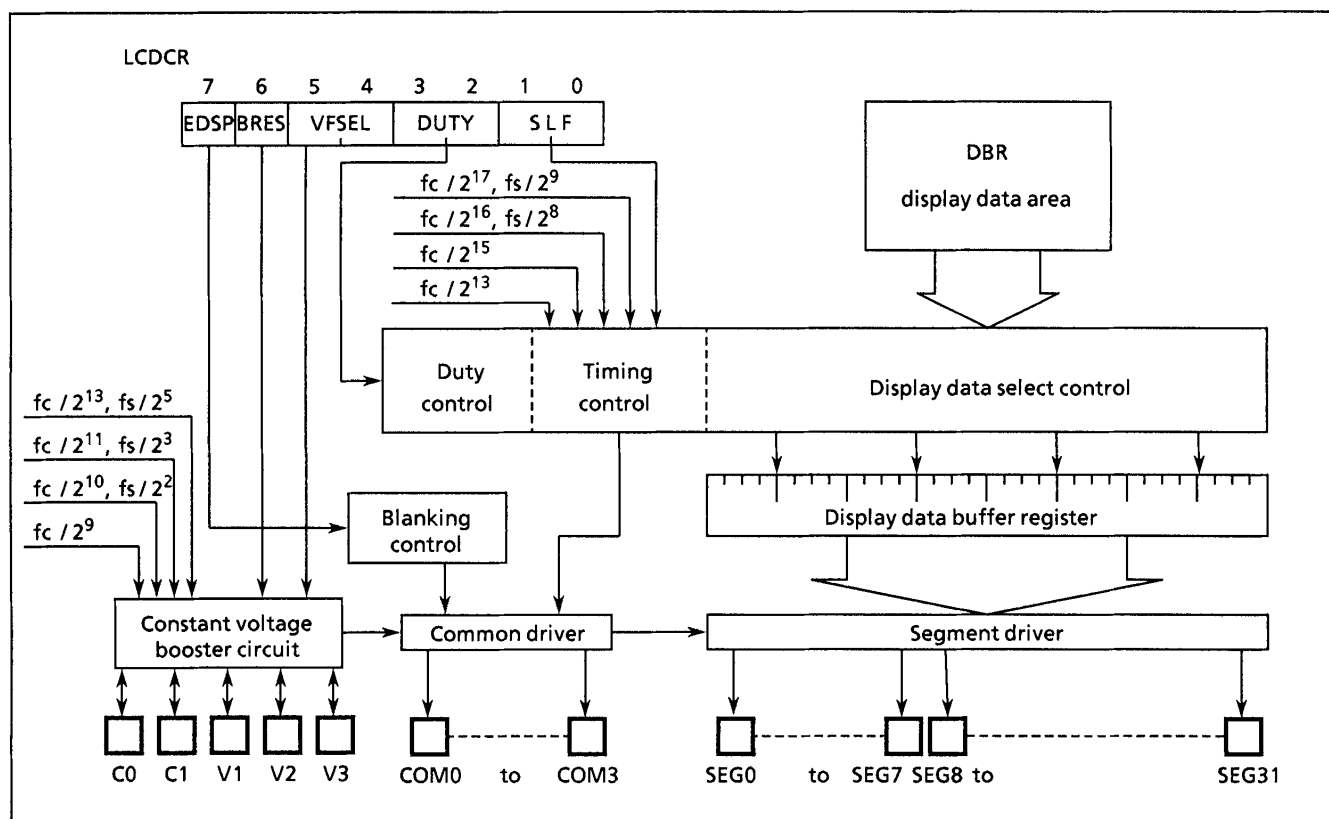 LCDCR
7 6 5 4 3 2 1 0
EDSP BRES VFSEL DUTY SLF
DBR
display data area
fc / 2^17, fs / 2^9
fc / 2^16, fs / 2^8
fc / 2^15
fc / 2^13
Duty
control
Timing
control
Display data select control
fc / 2^13, fs / 2^5
fc / 2^11, fs / 2^3
fc / 2^10, fs / 2^2
fc / 2^9
Blanking
control
Display data buffer register
Constant voltage
booster circuit
Common driver
Segment driver
C0 C1 V1 V2 V3 COM0 to COM3 SEG0 to SEG7 SEG8 to SEG31